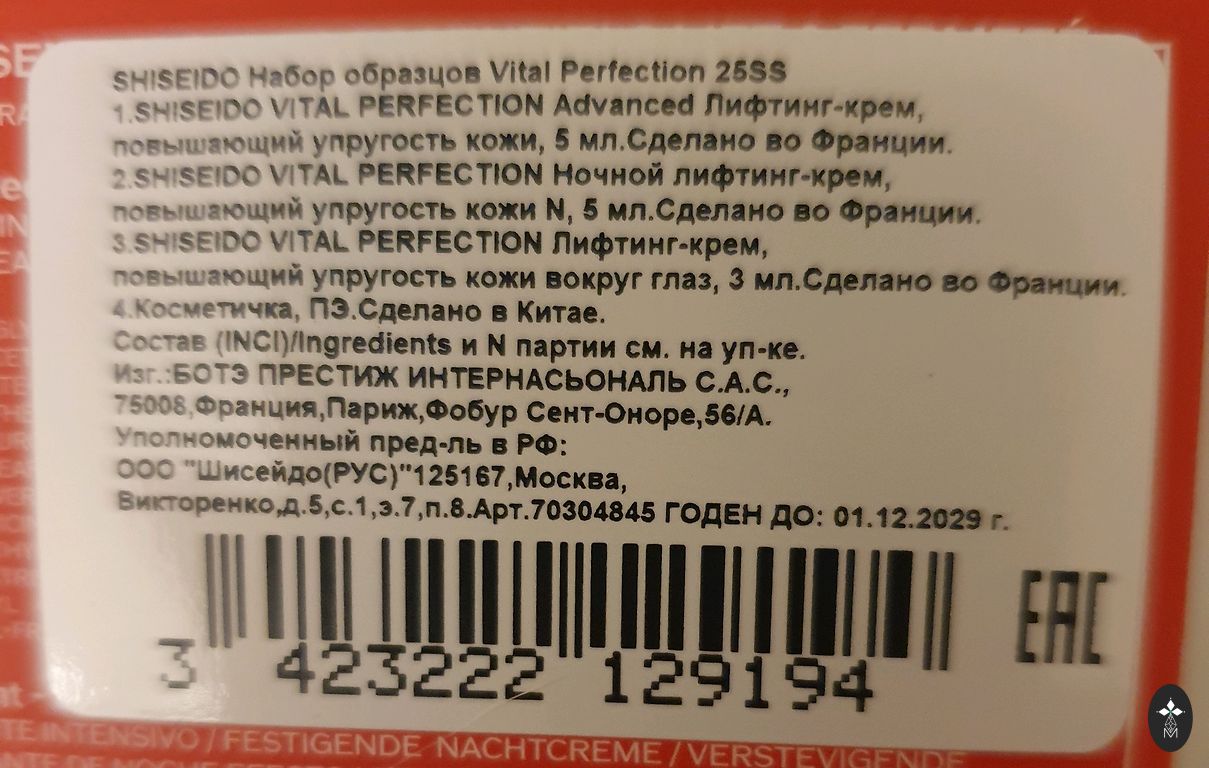 SHISEIDO Набор образцов Vital Perfection 25SS
1.SHISEIDO VITAL PERFECTION Advanced Лифтинг-крем,
повышающий упругость кожи, 5 мл.Сделано во Франции.
2.SHISEIDO VITAL PERFECTION Ночной лифтинг-крем,
повышающий упругость кожи N, 5 мл.Сделано во Франции.
3.SHISEIDO VITAL PERFECTION Лифтинг-крем,
повышающий упругость кожи вокруг глаз, 3 мл.Сделано во Франции.
4.Косметичка, ПЭ.Сделано в Китае.
Состав (INCI)/Ingredients и N партии см. на уп-ке.
Изг.:БОТЭ ПРЕСТИЖ ИНТЕРНАСЬОНАЛЬ С.А.С.,
75008,Франция,Париж,Фобур Сент-Оноре,56/А.
Уполномоченный пред-ль в РФ:
ООО "Шисейдо(РУС)"125167,Москва,
Викторенко,д.5,с.1,э.7,п.8.Арт.70304845 ГОДЕН ДО: 01.12.2029 г.
EAC
3 423222 129194
INTENSIVO / FESTIGENDE NACHTCREME / VERSTEVIGENDE